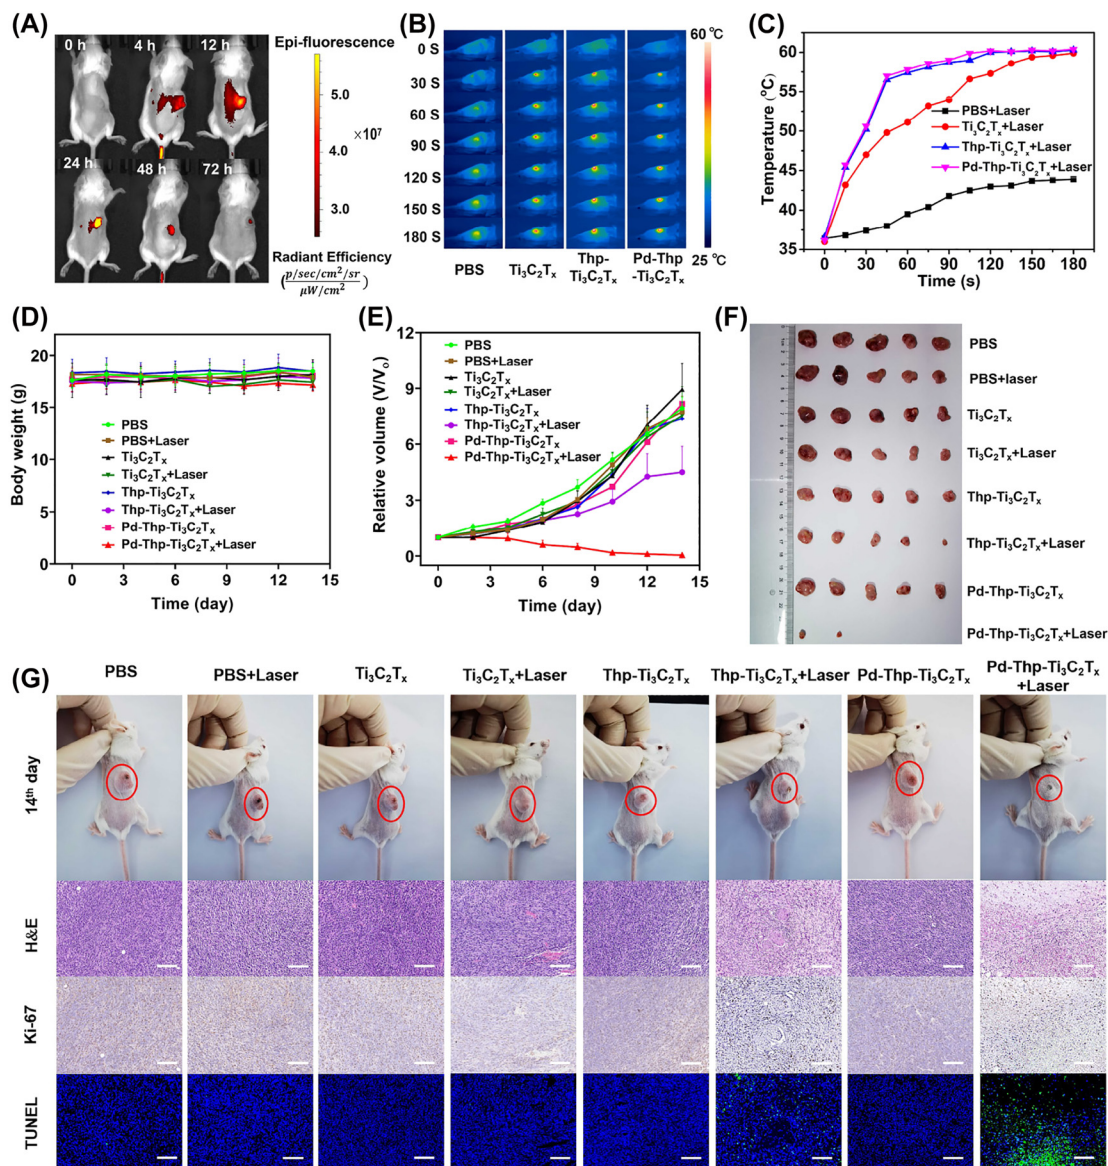 (A)
0 h
4 h
12 h
24 h
48 h
72 h
Epi-fluorescence
5.0
×10⁷
4.0
3.0
Radiant Efficiency
(p/sec/cm²/sr / μW/cm²)
(B)
0 S
30 S
60 S
90 S
120 S
150 S
180 S
PBS
Ti₃C₂Tₓ
Thp-
Ti₃C₂Tₓ
Pd-Thp
-Ti₃C₂Tₓ
60 °C
25 °C
(C)
Temperature (°C)
60
55
50
45
40
35
PBS+Laser
Ti₃C₂Tₓ+Laser
Thp-Ti₃C₂Tₓ+Laser
Pd-Thp-Ti₃C₂Tₓ+Laser
0 30 60 90 120 150 180
Time (s)
(D)
Body weight (g)
20
15
10
5
0
PBS
PBS+Laser
Ti₃C₂Tₓ
Ti₃C₂Tₓ+Laser
Thp-Ti₃C₂Tₓ
Thp-Ti₃C₂Tₓ+Laser
Pd-Thp-Ti₃C₂Tₓ
Pd-Thp-Ti₃C₂Tₓ+Laser
0 3 6 9 12 15
Time (day)
(E)
Relative volume (V/V₀)
12
9
6
3
0
PBS
PBS+Laser
Ti₃C₂Tₓ
Ti₃C₂Tₓ+Laser
Thp-Ti₃C₂Tₓ
Thp-Ti₃C₂Tₓ+Laser
Pd-Thp-Ti₃C₂Tₓ
Pd-Thp-Ti₃C₂Tₓ+Laser
0 3 6 9 12 15
Time (day)
(F)
PBS
PBS+laser
Ti₃C₂Tₓ
Ti₃C₂Tₓ+Laser
Thp-Ti₃C₂Tₓ
Thp-Ti₃C₂Tₓ+Laser
Pd-Thp-Ti₃C₂Tₓ
Pd-Thp-Ti₃C₂Tₓ+Laser
(G)
PBS
PBS+Laser
Ti₃C₂Tₓ
Ti₃C₂Tₓ+Laser
Thp-Ti₃C₂Tₓ
Thp-Ti₃C₂Tₓ+Laser
Pd-Thp-Ti₃C₂Tₓ
Pd-Thp-Ti₃C₂Tₓ
+Laser
14th day
H&E
Ki-67
TUNEL